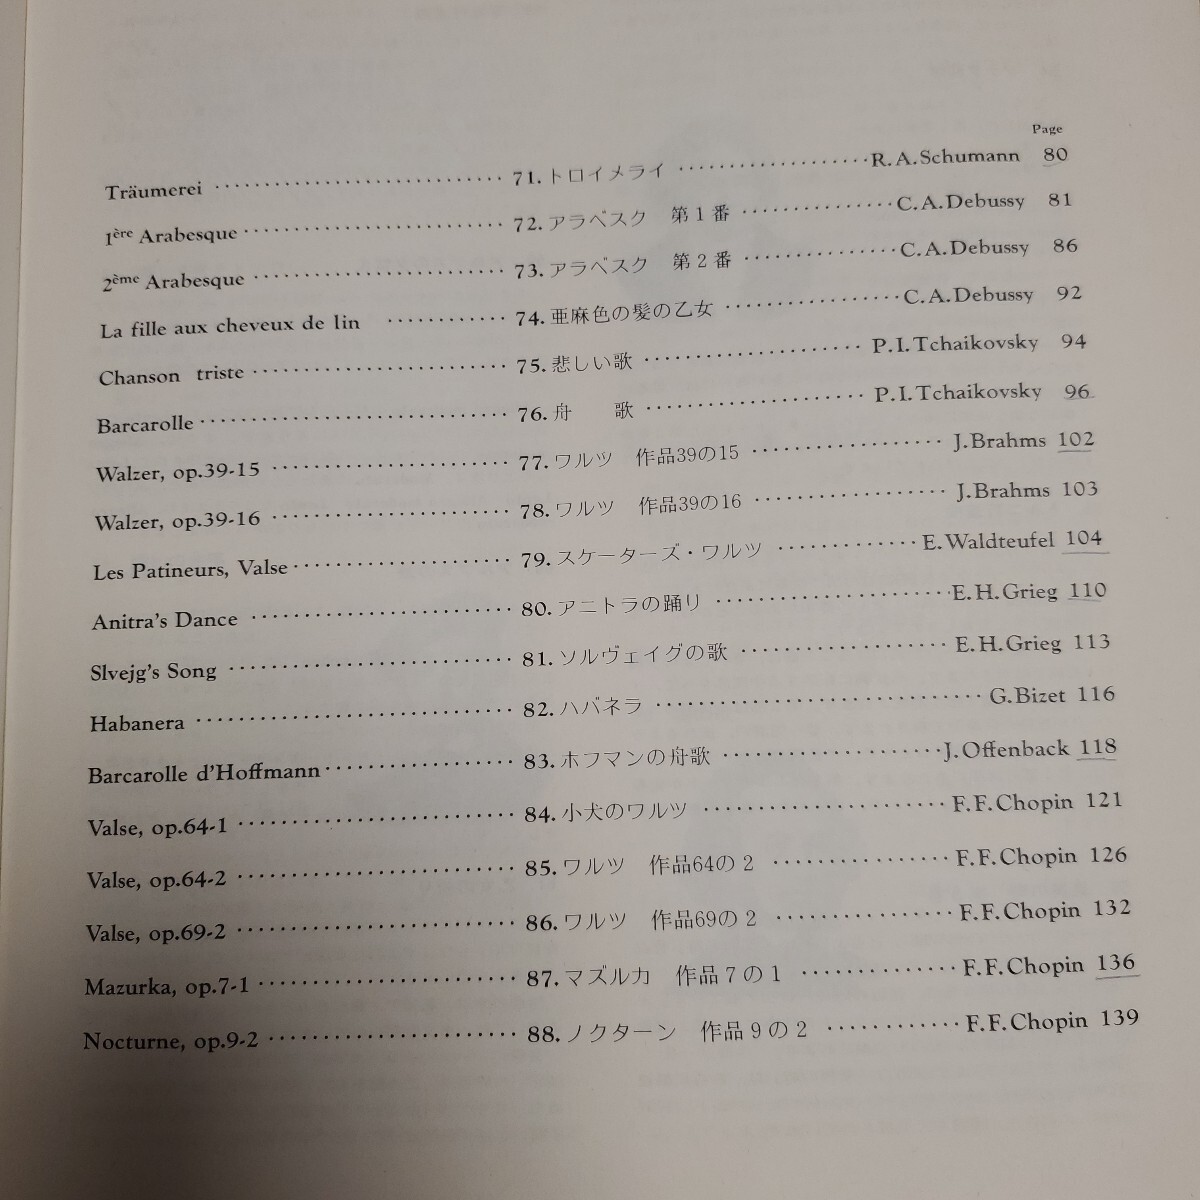 Page
Träumerei ······························ 71. トロイメライ ···················· R.A.Schumann 80
1ère Arabesque ··························· 72. アラベスク 第1番 ················ C.A.Debussy 81
2ème Arabesque ·························· 73. アラベスク 第2番 ················ C.A.Debussy 86
La fille aux cheveux de lin ············ 74. 亜麻色の髪の乙女 ·················· C.A.Debussy 92
Chanson triste ·························· 75. 悲しい歌 ······················ P.I.Tchaikovsky 94
Barcarolle ······························· 76. 舟 歌 ······················ P.I.Tchaikovsky 96
Walzer, op.39-15 ························ 77. ワルツ 作品39の15 ··················· J.Brahms 102
Walzer, op.39-16 ························ 78. ワルツ 作品39の16 ··················· J.Brahms 103
Les Patineurs, Valse ······················ 79. スケーターズ・ワルツ ·············· E.Waldteufel 104
Anitra's Dance ·························· 80. アニトラの踊り ························ E.H.Grieg 110
Slvejg's Song ···························· 81. ソルヴェイグの歌 ····················· E.H.Grieg 113
Habanera ································ 82. ハバネラ ································· G.Bizet 116
Barcarolle d'Hoffmann ··················· 83. ホフマンの舟歌 ······················ J.Offenback 118
Valse, op.64-1 ···························· 84. 小犬のワルツ ························ F.F.Chopin 121
Valse, op.64-2 ···························· 85. ワルツ 作品64の2 ·················· F.F.Chopin 126
Valse, op.69-2 ···························· 86. ワルツ 作品69の2 ·················· F.F.Chopin 132
Mazurka, op.7-1 ·························· 87. マズルカ 作品7の1 ················ F.F.Chopin 136
Nocturne, op.9-2 ························· 88. ノクターン 作品9の2 ·············· F.F.Chopin 139